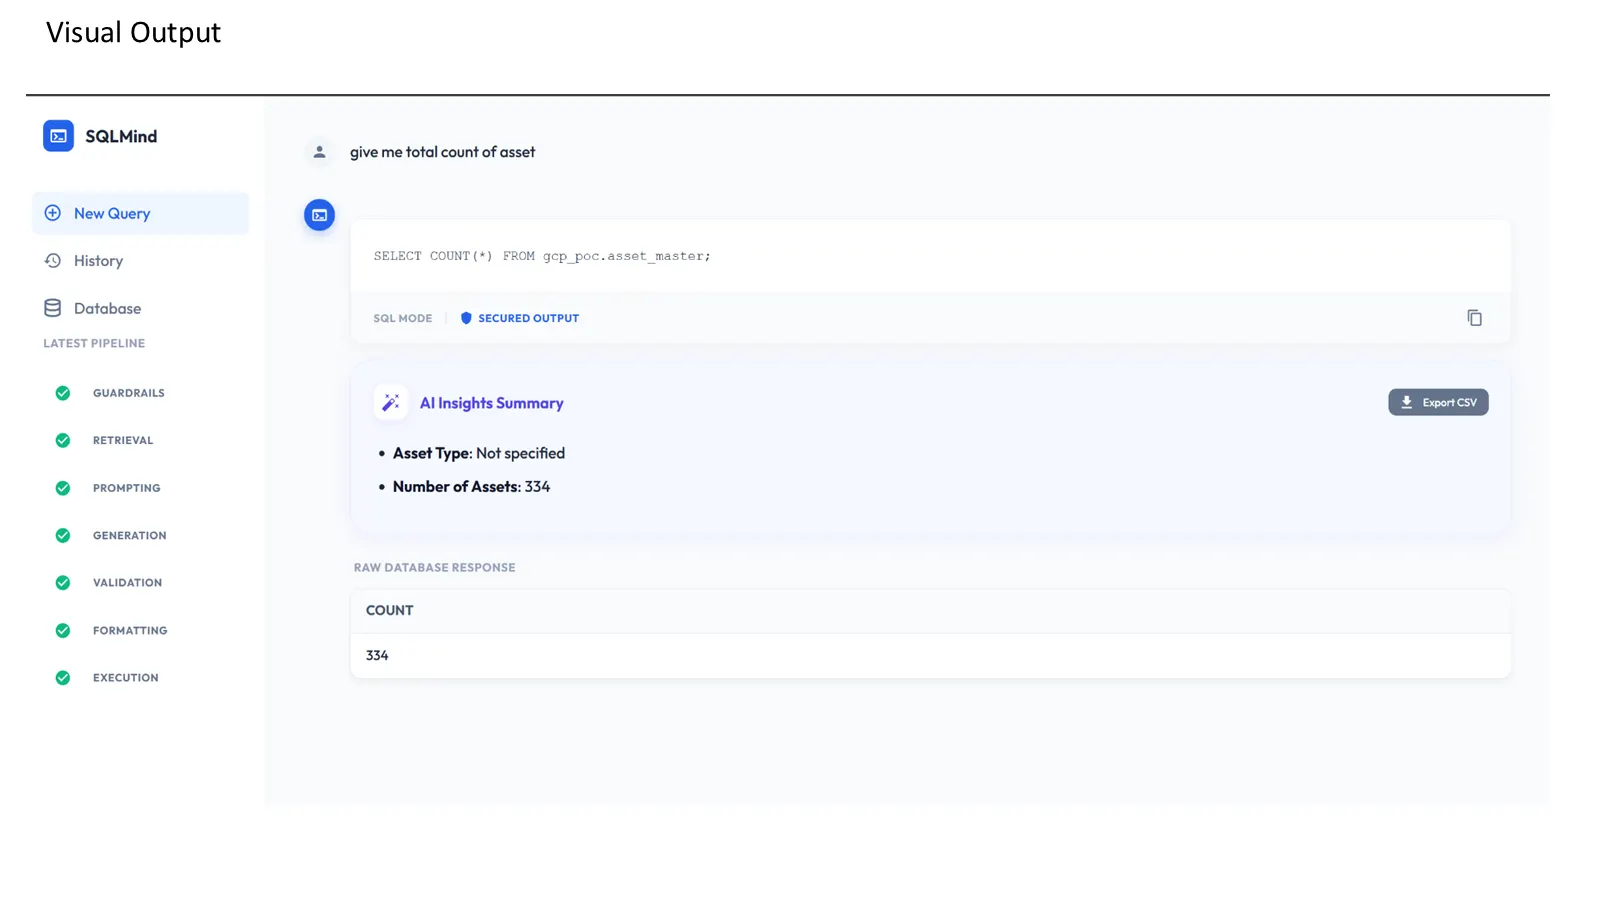 Visual Output
SQLMind
New Query
History
Database
LATEST PIPELINE
GUARDRAILS
RETRIEVAL
PROMPTING
GENERATION
VALIDATION
FORMATTING
EXECUTION
give me total count of asset
SELECT COUNT(*) FROM gcp_poc.asset_master;
SQL MODE | SECURED OUTPUT
AI Insights Summary
Export CSV
• Asset Type: Not specified
• Number of Assets: 334
RAW DATABASE RESPONSE
COUNT
334